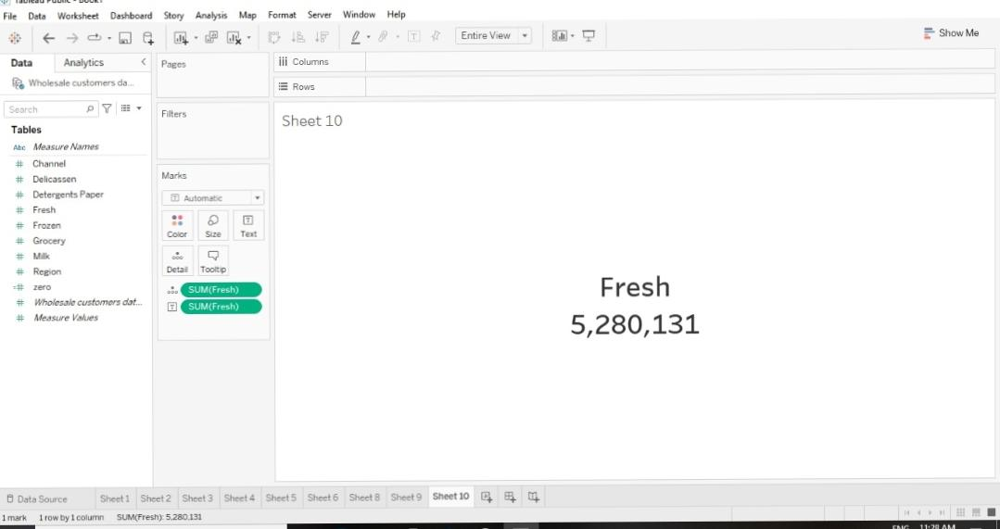 Tableau Public - Book1
File Data Worksheet Dashboard Story Analysis Map Format Server Window Help
Entire View
Show Me
Data Analytics
Pages
Columns
Wholesale customers da...
Rows
Search
Filters
Sheet 10
Tables
Abc Measure Names
Channel
Delicassen
Detergents Paper
Fresh
Frozen
Grocery
Milk
Region
zero
Wholesale customers dat...
Measure Values
Marks
Automatic
Color Size Text
Detail Tooltip
SUM(Fresh)
SUM(Fresh)
Fresh
5,280,131
Data Source Sheet 1 Sheet 2 Sheet 3 Sheet 4 Sheet 5 Sheet 6 Sheet 8 Sheet 9 Sheet 10
1 mark 1 row by 1 column SUM(Fresh): 5,280,131
ENG 11:28 AM